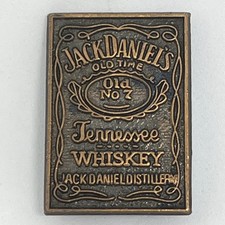 JACK DANIEL'S
OLD TIME
Old
No 7
Tennessee
WHISKEY
JACK DANIEL DISTILLERY